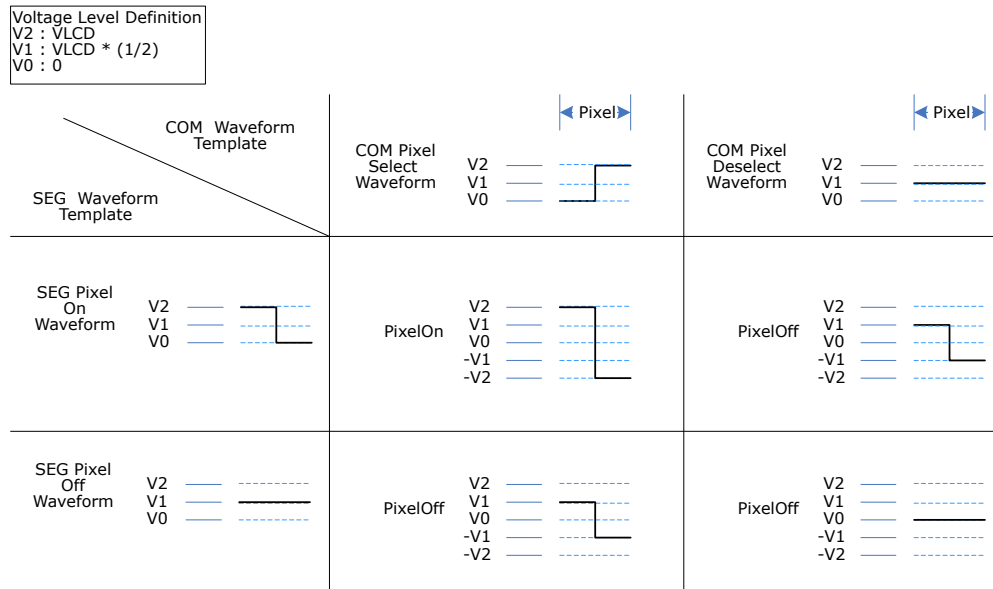 Voltage Level Definition
V2 : VLCD
V1 : VLCD * (1/2)
V0 : 0
COM Waveform
Template
SEG Waveform
Template
COM Pixel
Select
Waveform
V2
V1
V0
Pixel
COM Pixel
Deselect
Waveform
V2
V1
V0
Pixel
SEG Pixel
On
Waveform
V2
V1
V0
PixelOn
V2
V1
V0
-V1
-V2
PixelOff
V2
V1
V0
-V1
-V2
SEG Pixel
Off
Waveform
V2
V1
V0
PixelOff
V2
V1
V0
-V1
-V2
PixelOff
V2
V1
V0
-V1
-V2